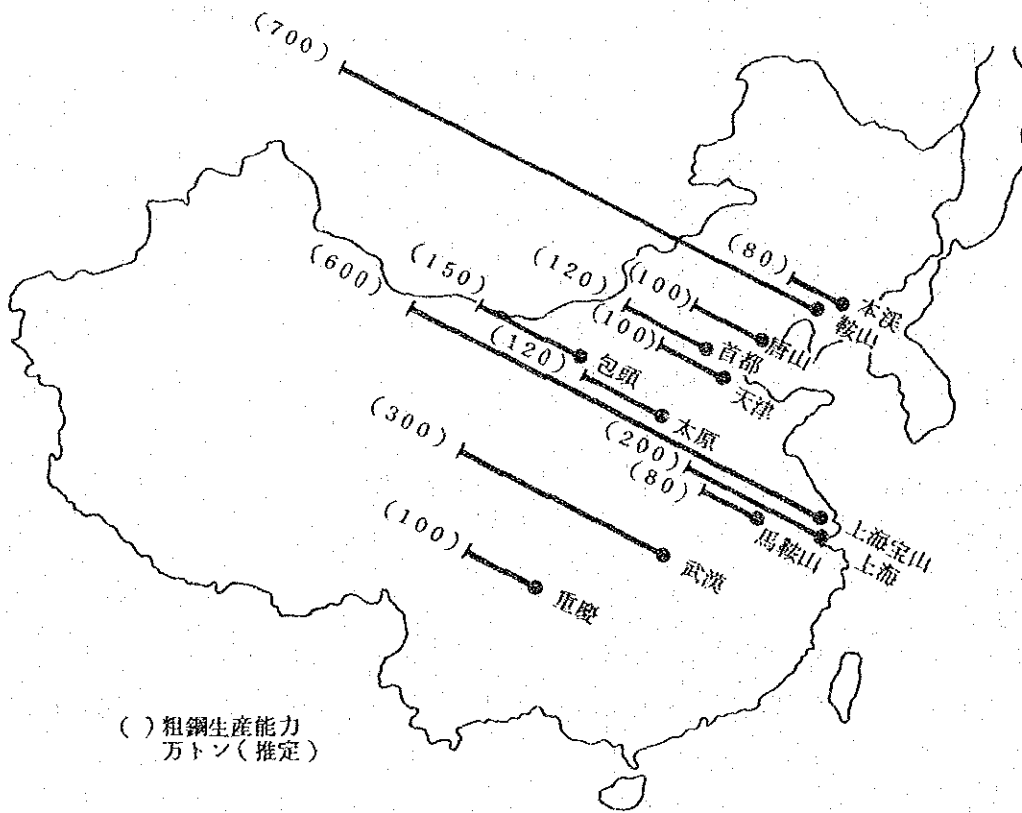 (700)
(80)
本渓
鞍山
(100)
唐山
(120)
首都
(100)
天津
(150)
包頭
(120)
太原
(600)
上海宝山
(200)
上海
(80)
馬鞍山
(300)
武漢
(100)
重慶
( )粗鋼生産能力
万トン(推定)